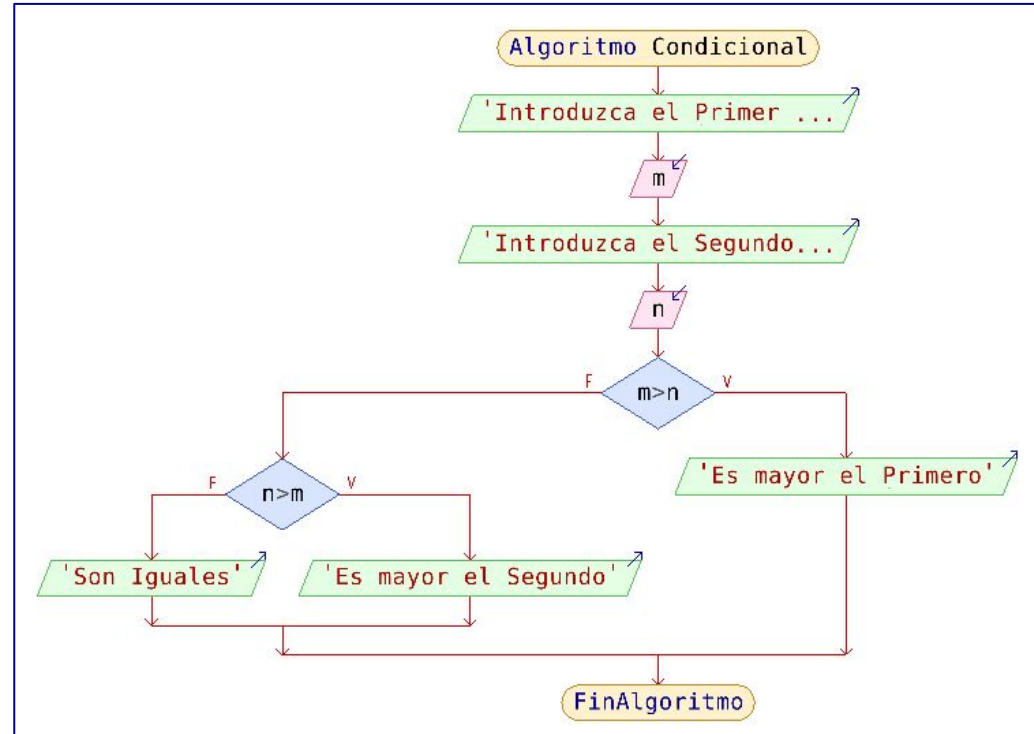 Algoritmo Condicional
'Introduzca el Primer ...
m
'Introduzca el Segundo...
n
m>n
F
V
'Es mayor el Primero'
n>m
F
V
'Son Iguales'
'Es mayor el Segundo'
FinAlgoritmo